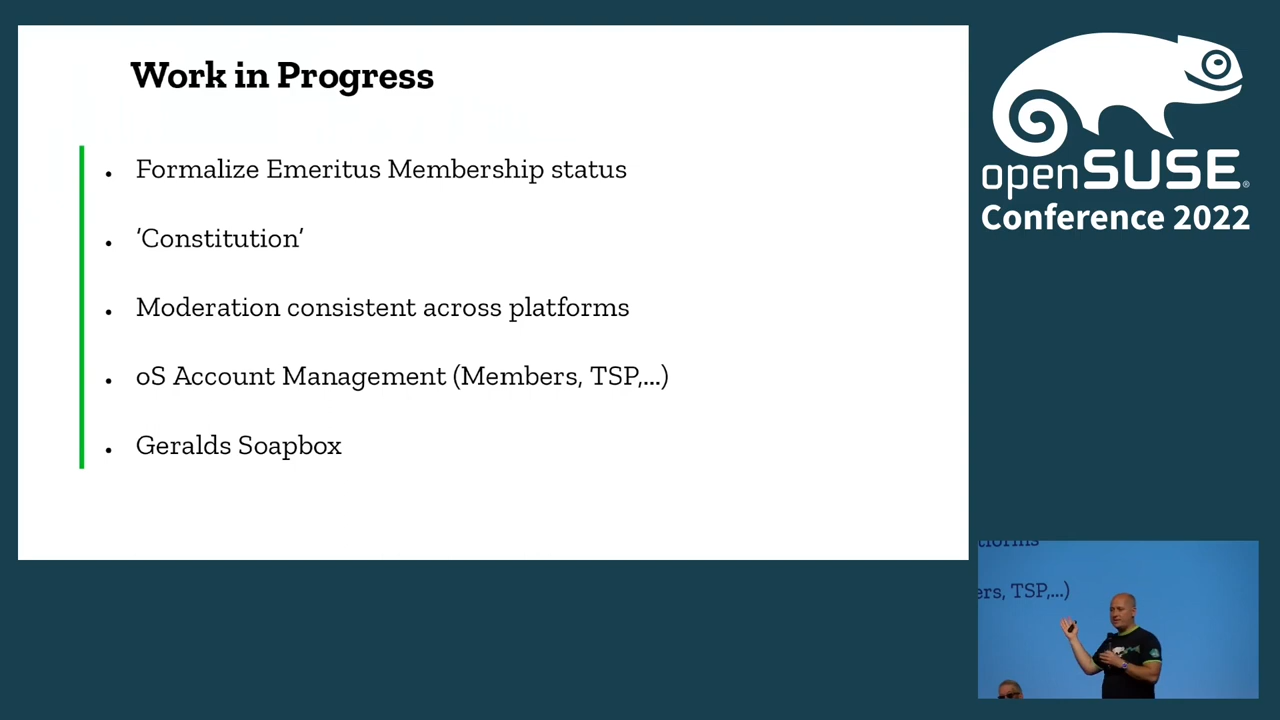 Work in Progress
Formalize Emeritus Membership status
‘Constitution’
Moderation consistent across platforms
oS Account Management (Members, TSP,...)
Geralds Soapbox
openSUSE®
Conference 2022
tforms
ers, TSP,...)